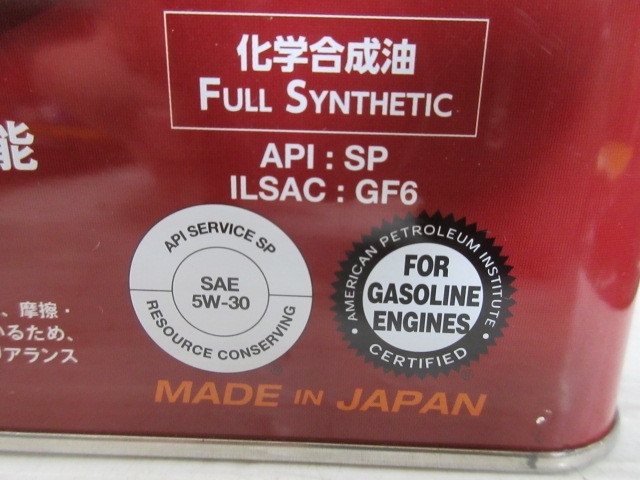 化学合成油
FULL SYNTHETIC
能
API : SP
ILSAC : GF6
API SERVICE SP
SAE
5W-30
RESOURCE CONSERVING
AMERICAN PETROLEUM INSTITUTE
FOR
GASOLINE
ENGINES
CERTIFIED
、摩擦・
いるため、
リアランス
MADE IN JAPAN